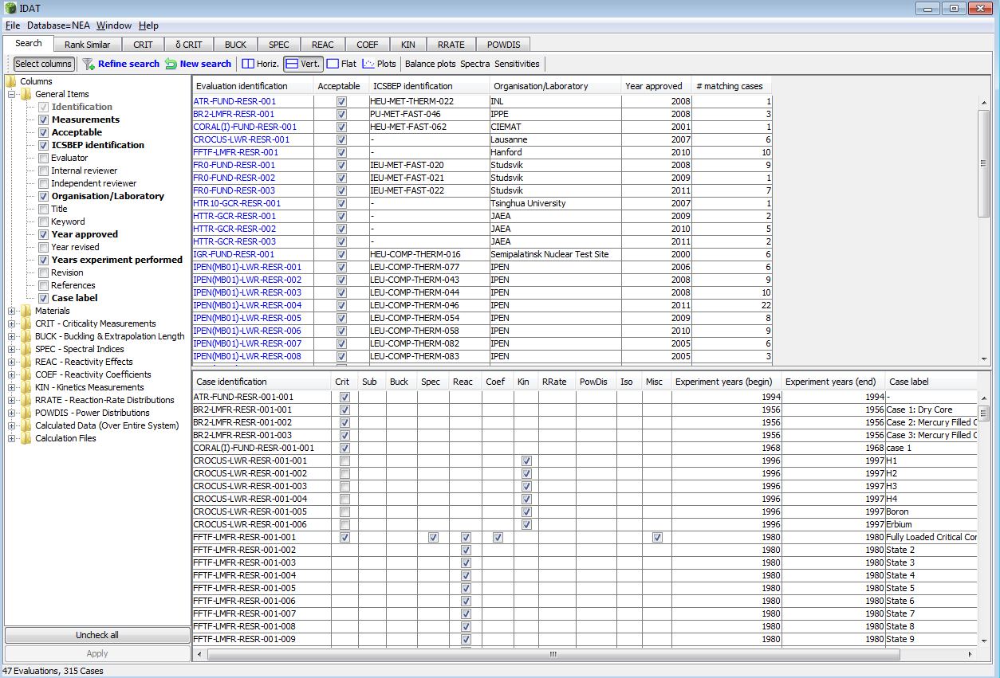 IDAT
File Database=NEA Window Help
Search Rank Similar CRIT δ CRIT BUCK SPEC REAC COEF KIN RRATE POWDIS
Select columns Refine search New search Horiz. Vert. Flat Plots Balance plots Spectra Sensitivities
Columns
General Items
Identification
Measurements
Acceptable
ICSBEP identification
Evaluator
Internal reviewer
Independent reviewer
Organisation/Laboratory
Title
Keyword
Year approved
Year revised
Years experiment performed
Revision
References
Case label
Materials
CRIT - Criticality Measurements
BUCK - Buckling & Extrapolation Length
SPEC - Spectral Indices
REAC - Reactivity Effects
COEF - Reactivity Coefficients
KIN - Kinetics Measurements
RRATE - Reaction-Rate Distributions
POWDIS - Power Distributions
Calculated Data (Over Entire System)
Calculation Files
Uncheck all
Apply
Evaluation identification Acceptable ICSBEP identification Organisation/Laboratory Year approved # matching cases
ATR-FUND-RESR-001 HEU-MET-THERM-022 INL 2008 1
BR2-LMFR-RESR-001 PU-MET-FAST-046 IPPE 2008 3
CORAL(I)-FUND-RESR-001 HEU-MET-FAST-062 CIEMAT 2001 1
CROCUS-LWR-RESR-001 - Lausanne 2007 6
FFTF-LMFR-RESR-001 - Hanford 2010 10
FR0-FUND-RESR-001 IEU-MET-FAST-020 Studsvik 2008 9
FR0-FUND-RESR-002 IEU-MET-FAST-021 Studsvik 2009 1
FR0-FUND-RESR-003 IEU-MET-FAST-022 Studsvik 2011 7
HTR10-GCR-RESR-001 - Tsinghua University 2007 1
HTTR-GCR-RESR-001 - JAEA 2009 2
HTTR-GCR-RESR-002 - JAEA 2010 5
HTTR-GCR-RESR-003 - JAEA 2011 2
IGR-FUND-RESR-001 HEU-COMP-THERM-016 Semipalatinsk Nuclear Test Site 2000 6
IPEN(MB01)-LWR-RESR-001 LEU-COMP-THERM-077 IPEN 2006 6
IPEN(MB01)-LWR-RESR-002 LEU-COMP-THERM-043 IPEN 2008 9
IPEN(MB01)-LWR-RESR-003 LEU-COMP-THERM-044 IPEN 2008 10
IPEN(MB01)-LWR-RESR-004 LEU-COMP-THERM-046 IPEN 2011 22
IPEN(MB01)-LWR-RESR-005 LEU-COMP-THERM-054 IPEN 2009 8
IPEN(MB01)-LWR-RESR-006 LEU-COMP-THERM-058 IPEN 2010 9
IPEN(MB01)-LWR-RESR-007 LEU-COMP-THERM-082 IPEN 2005 6
IPEN(MB01)-LWR-RESR-008 LEU-COMP-THERM-083 IPEN 2005 3
Case identification Crit Sub Buck Spec Reac Coef Kin RRate PowDis Iso Misc Experiment years (begin) Experiment years (end) Case label
ATR-FUND-RESR-001-001 1994 1994 -
BR2-LMFR-RESR-001-001 1956 1956 Case 1: Dry Core
BR2-LMFR-RESR-001-002 1956 1956 Case 2: Mercury Filled C
BR2-LMFR-RESR-001-003 1956 1956 Case 3: Mercury Filled C
CORAL(I)-FUND-RESR-001-001 1968 1968 case 1
CROCUS-LWR-RESR-001-001 1996 1997 H1
CROCUS-LWR-RESR-001-002 1996 1997 H2
CROCUS-LWR-RESR-001-003 1996 1997 H3
CROCUS-LWR-RESR-001-004 1996 1997 H4
CROCUS-LWR-RESR-001-005 1996 1997 Boron
CROCUS-LWR-RESR-001-006 1996 1997 Erbium
FFTF-LMFR-RESR-001-001 1980 1980 Fully Loaded Critical Cor
FFTF-LMFR-RESR-001-002 1980 1980 State 2
FFTF-LMFR-RESR-001-003 1980 1980 State 3
FFTF-LMFR-RESR-001-004 1980 1980 State 4
FFTF-LMFR-RESR-001-005 1980 1980 State 5
FFTF-LMFR-RESR-001-006 1980 1980 State 6
FFTF-LMFR-RESR-001-007 1980 1980 State 7
FFTF-LMFR-RESR-001-008 1980 1980 State 8
FFTF-LMFR-RESR-001-009 1980 1980 State 9
47 Evaluations, 315 Cases